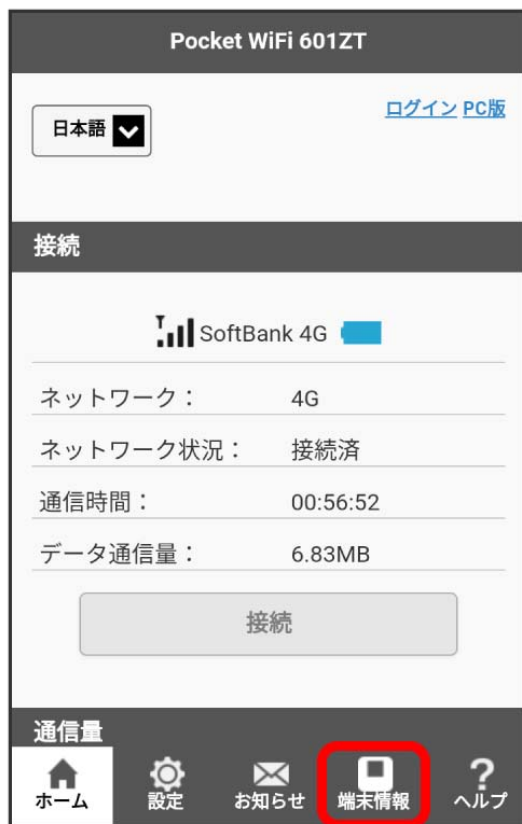 Pocket WiFi 601ZT
日本語
ログイン PC版
接続
SoftBank 4G
ネットワーク： 4G
ネットワーク状況： 接続済
通信時間： 00:56:52
データ通信量： 6.83MB
接続
通信量
ホーム 設定 お知らせ 端末情報 ヘルプ